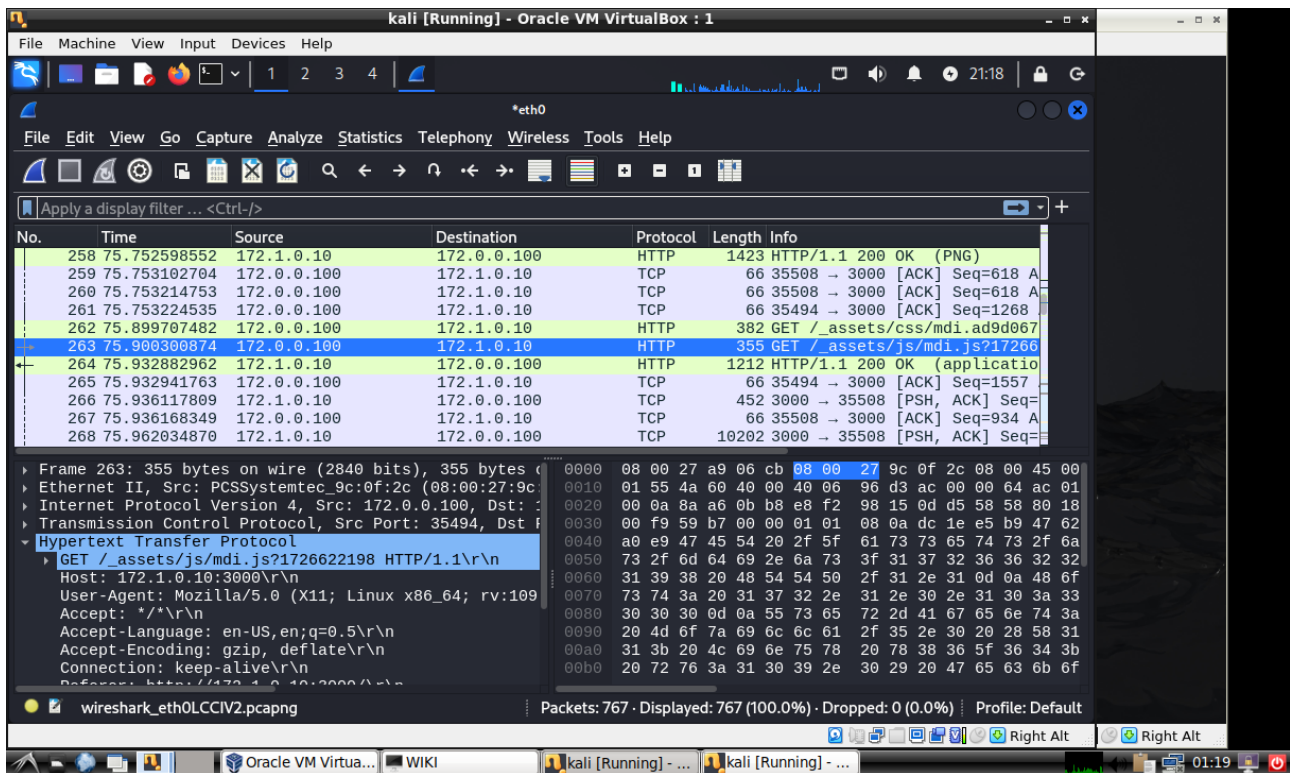 kali [Running] - Oracle VM VirtualBox : 1
File Machine View Input Devices Help
1 2 3 4 21:18
*eth0
File Edit View Go Capture Analyze Statistics Telephony Wireless Tools Help
Apply a display filter ... <Ctrl-/>
No. Time Source Destination Protocol Length Info
258 75.752598552 172.1.0.10 172.0.0.100 HTTP 1423 HTTP/1.1 200 OK (PNG)
259 75.753102704 172.0.0.100 172.1.0.10 TCP 66 35508 → 3000 [ACK] Seq=618 A
260 75.753214753 172.0.0.100 172.1.0.10 TCP 66 35508 → 3000 [ACK] Seq=618 A
261 75.753224535 172.0.0.100 172.1.0.10 TCP 66 35494 → 3000 [ACK] Seq=1268
262 75.899707482 172.0.0.100 172.1.0.10 HTTP 382 GET /_assets/css/mdi.ad9d067
263 75.900300874 172.0.0.100 172.1.0.10 HTTP 355 GET /_assets/js/mdi.js?17266
264 75.932882962 172.1.0.10 172.0.0.100 HTTP 1212 HTTP/1.1 200 OK (applicatio
265 75.932941763 172.0.0.100 172.1.0.10 TCP 66 35494 → 3000 [ACK] Seq=1557
266 75.936117809 172.1.0.10 172.0.0.100 TCP 452 3000 → 35508 [PSH, ACK] Seq=
267 75.936168349 172.0.0.100 172.1.0.10 TCP 66 35508 → 3000 [ACK] Seq=934 A
268 75.962034870 172.1.0.10 172.0.0.100 TCP 10202 3000 → 35508 [PSH, ACK] Seq=
Frame 263: 355 bytes on wire (2840 bits), 355 bytes
Ethernet II, Src: PCSSystemtec_9c:0f:2c (08:00:27:9c:
Internet Protocol Version 4, Src: 172.0.0.100, Dst:
Transmission Control Protocol, Src Port: 35494, Dst
Hypertext Transfer Protocol
GET /_assets/js/mdi.js?1726622198 HTTP/1.1\r\n
Host: 172.1.0.10:3000\r\n
User-Agent: Mozilla/5.0 (X11; Linux x86_64; rv:109
Accept: */*\r\n
Accept-Language: en-US,en;q=0.5\r\n
Accept-Encoding: gzip, deflate\r\n
Connection: keep-alive\r\n
Referer: http://172.1.0.10:3000/\r\n
0000 08 00 27 a9 06 cb 08 00 27 9c 0f 2c 08 00 45 00
0010 01 55 4a 60 40 00 40 06 96 d3 ac 00 00 64 ac 01
0020 00 0a 8a a6 0b b8 e8 f2 98 15 0d d5 58 58 80 18
0030 00 f9 59 b7 00 00 01 01 08 0a dc 1e e5 b9 47 62
0040 a0 e9 47 45 54 20 2f 5f 61 73 73 65 74 73 2f 6a
0050 73 2f 6d 64 69 2e 6a 73 3f 31 37 32 36 36 32 32
0060 31 39 38 20 48 54 54 50 2f 31 2e 31 0d 0a 48 6f
0070 73 74 3a 20 31 37 32 2e 31 2e 30 2e 31 30 3a 33
0080 30 30 30 0d 0a 55 73 65 72 2d 41 67 65 6e 74 3a
0090 20 4d 6f 7a 69 6c 6c 61 2f 35 2e 30 20 28 58 31
00a0 31 3b 20 4c 69 6e 75 78 20 78 38 36 5f 36 34 3b
00b0 20 72 76 3a 31 30 39 2e 30 29 20 47 65 63 6b 6f
wireshark_eth0LCCIV2.pcapng Packets: 767 · Displayed: 767 (100.0%) · Dropped: 0 (0.0%) Profile: Default
Right Alt Right Alt
Oracle VM Virtua... WIKI kali [Running] - ... kali [Running] - ... 01:19